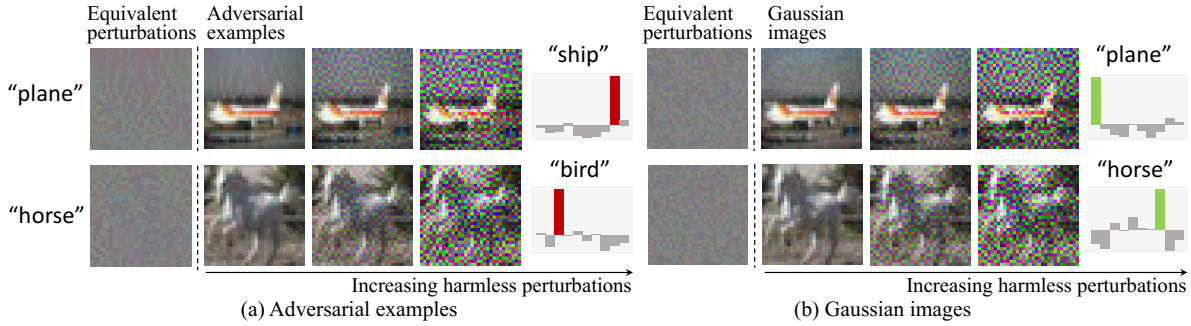 Equivalent perturbations
Adversarial examples
"plane"
"ship"
"horse"
"bird"
Increasing harmless perturbations
(a) Adversarial examples
Equivalent perturbations
Gaussian images
"plane"
"horse"
Increasing harmless perturbations
(b) Gaussian images